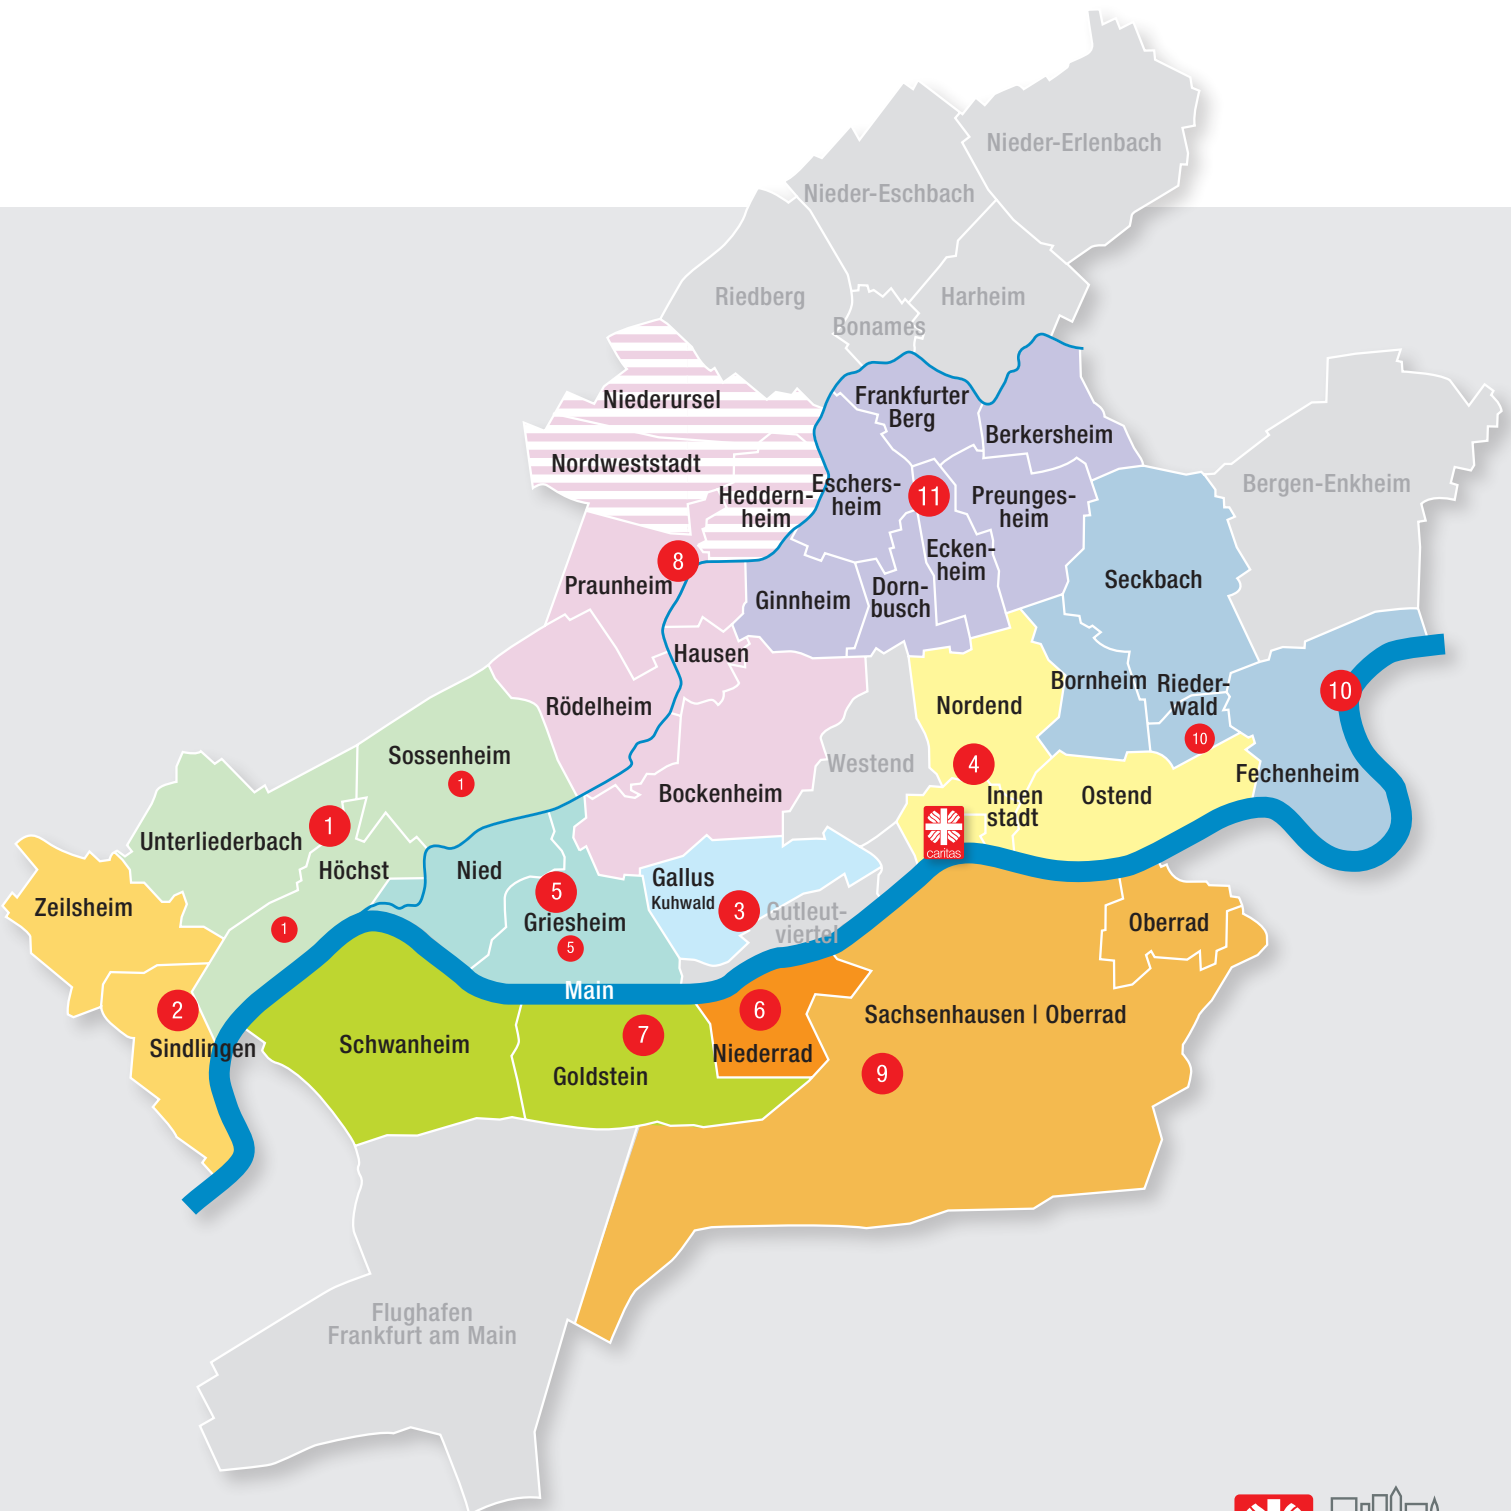 Nieder-Erlenbach
Nieder-Eschbach
Riedberg
Harheim
Bonames
Niederursel
Frankfurter
Berg
Berkersheim
Nordweststadt
Bergen-Enkheim
Heddern-
heim
Eschers-
heim
11
Preunges-
heim
8
Praunheim
Ecken-
heim
Seckbach
Ginnheim
Dorn-
busch
Hausen
Bornheim
Rieder-
wald
10
Rödelheim
Nordend
10
Sossenheim
1
Westend
4
Fechenheim
Bockenheim
Innen
stadt
Ostend
Unterliederbach
1
caritas
Höchst
Nied
Gallus
Kuhwald
3
5
Zeilsheim
Griesheim
5
Gutleut-
viertel
Oberrad
1
Main
2
Sindlingen
Schwanheim
7
Goldstein
6
Niederrad
Sachsenhausen | Oberrad
9
Flughafen
Frankfurt am Main